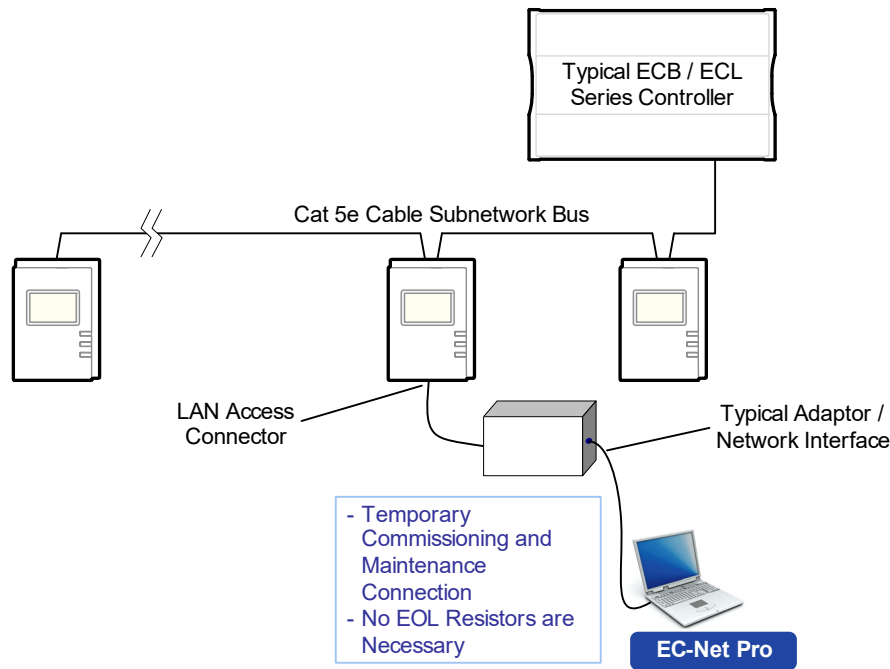 Typical ECB / ECL
Series Controller
Cat 5e Cable Subnetwork Bus
LAN Access
Connector
Typical Adaptor /
Network Interface
- Temporary
Commissioning and
Maintenance
Connection
- No EOL Resistors are
Necessary
EC-Net Pro